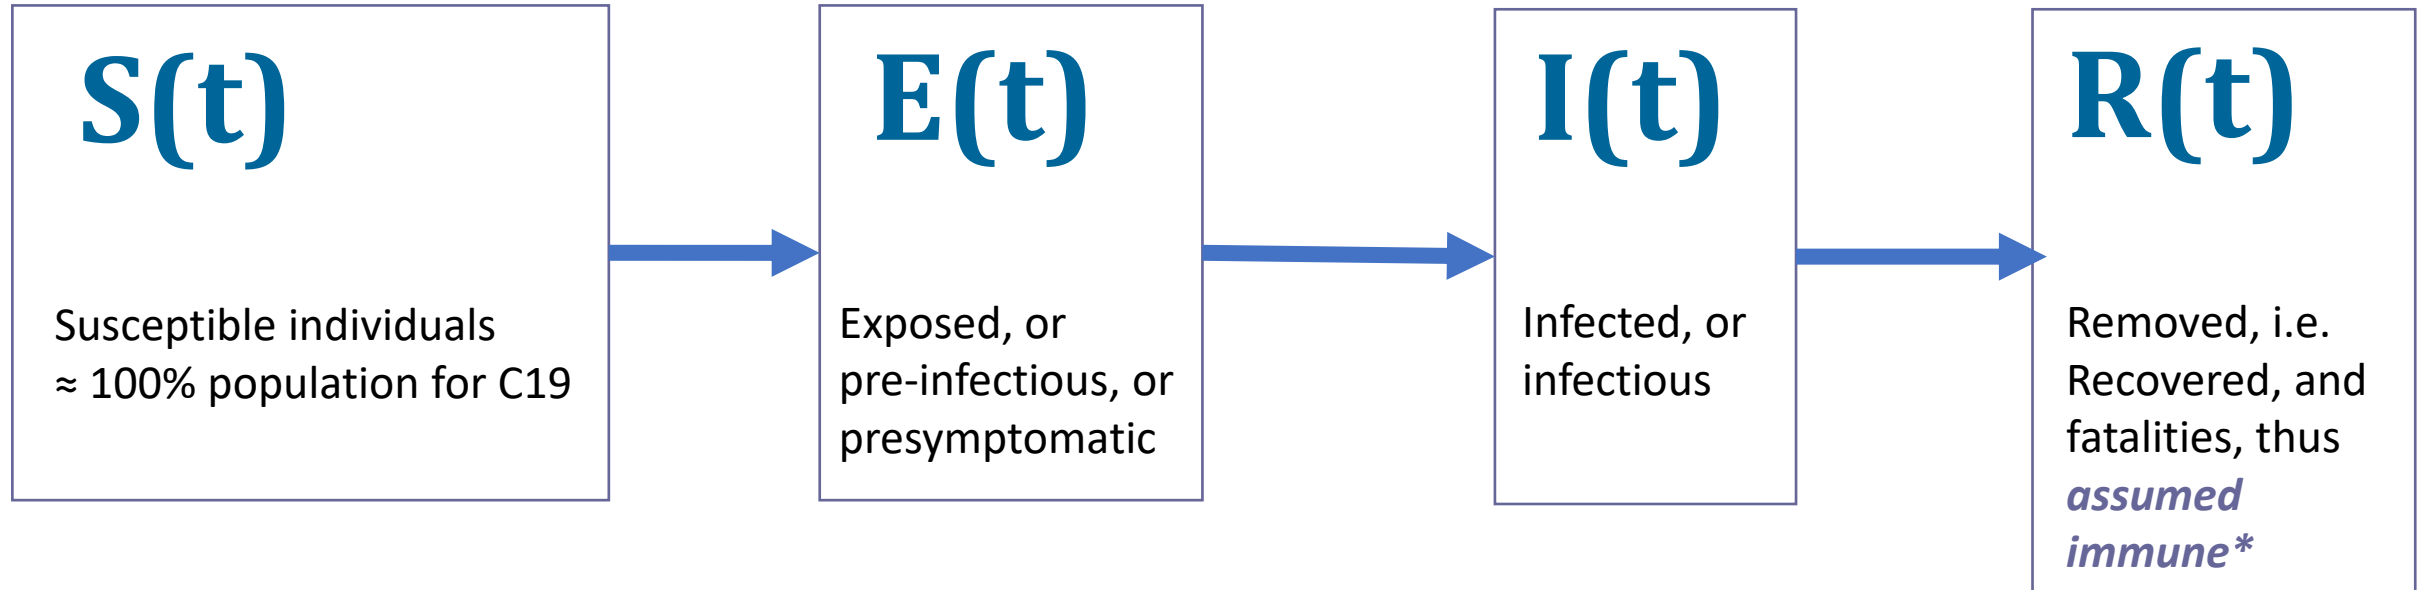 S(t)
Susceptible individuals
≈ 100% population for C19
E(t)
Exposed, or
pre-infectious, or
presymptomatic
I(t)
Infected, or
infectious
R(t)
Removed, i.e.
Recovered, and
fatalities, thus
assumed
immune*